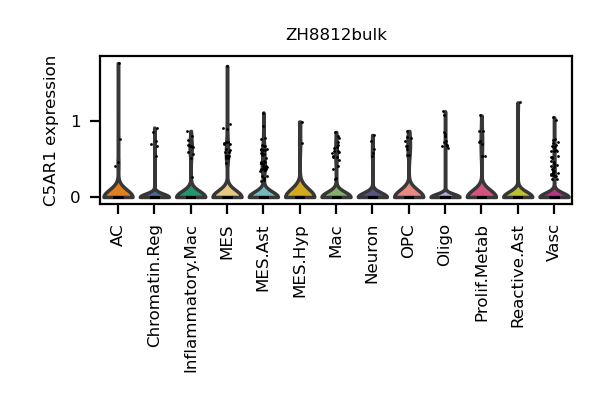 ZH8812bulk
C5AR1 expression
1
0
AC
Chromatin.Reg
Inflammatory.Mac
MES
MES.Ast
MES.Hyp
Mac
Neuron
OPC
Oligo
Prolif.Metab
Reactive.Ast
Vasc